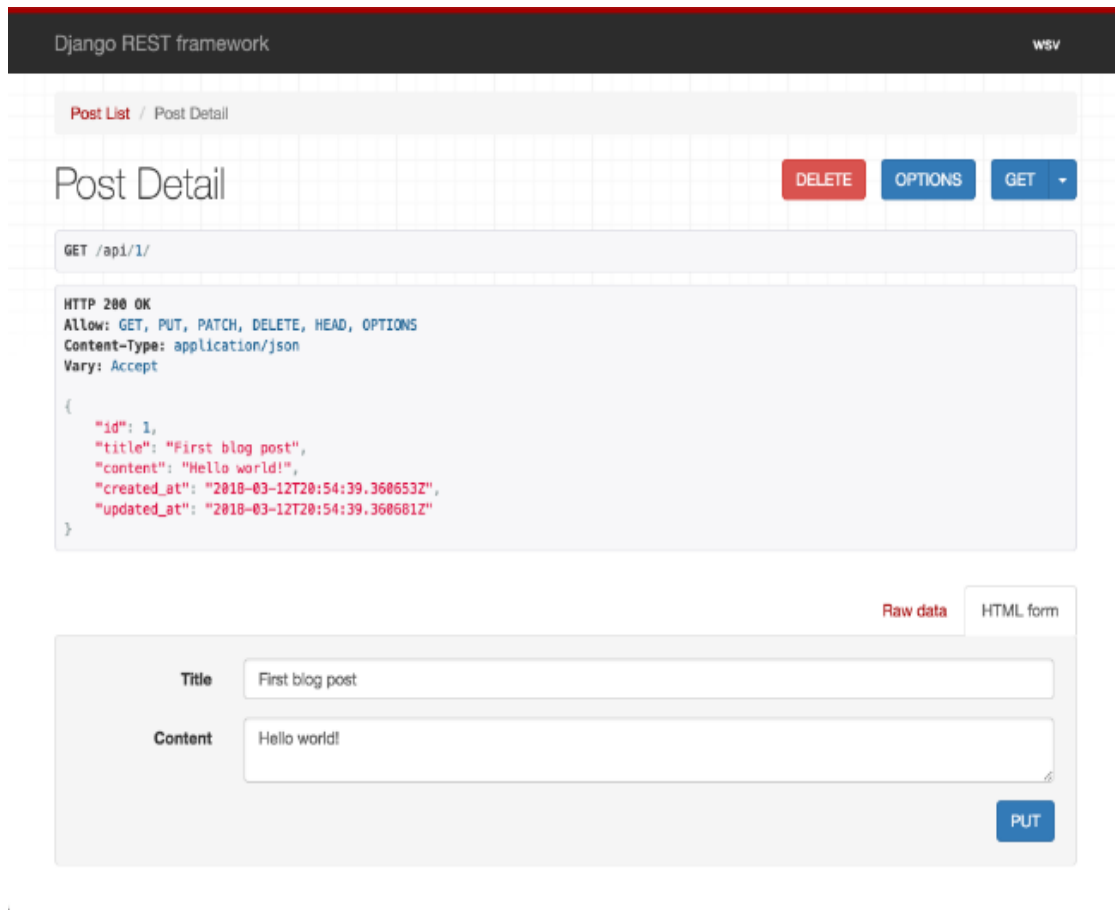 Django REST framework wsv
Post List / Post Detail
Post Detail DELETE OPTIONS GET
GET /api/1/
HTTP 200 OK
Allow: GET, PUT, PATCH, DELETE, HEAD, OPTIONS
Content-Type: application/json
Vary: Accept
{
    "id": 1,
    "title": "First blog post",
    "content": "Hello world!",
    "created_at": "2018-03-12T20:54:39.360653Z",
    "updated_at": "2018-03-12T20:54:39.360681Z"
}
Raw data HTML form
Title First blog post
Content Hello world!
PUT